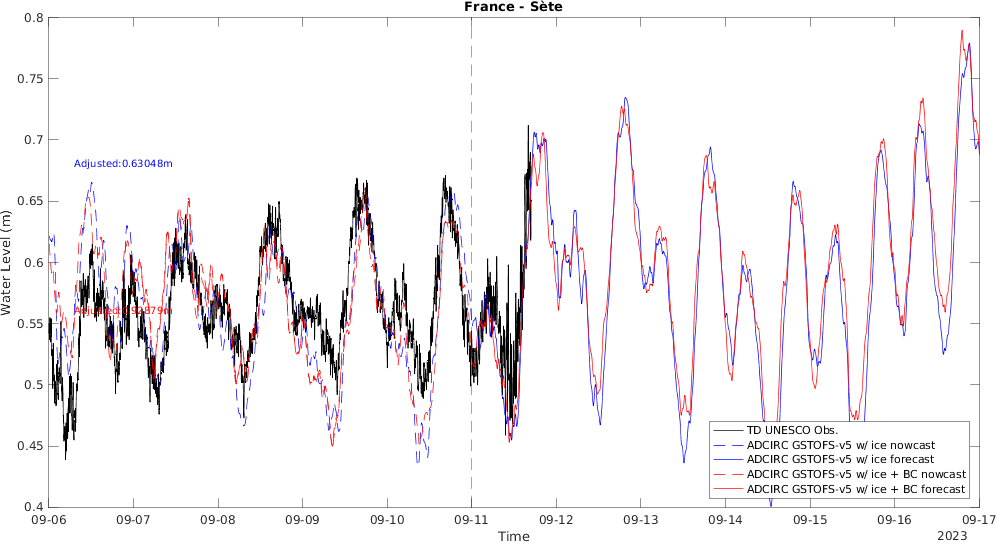 France - Sète
Water Level (m)
0.8
0.75
0.7
0.65
0.6
0.55
0.5
0.45
0.4
Adjusted:0.63048m
TD UNESCO Obs.
ADCIRC GSTOFS-v5 w/ ice nowcast
ADCIRC GSTOFS-v5 w/ ice forecast
ADCIRC GSTOFS-v5 w/ ice + BC nowcast
ADCIRC GSTOFS-v5 w/ ice + BC forecast
09-06 09-07 09-08 09-09 09-10 09-11 09-12 09-13 09-14 09-15 09-16 09-17
Time
2023